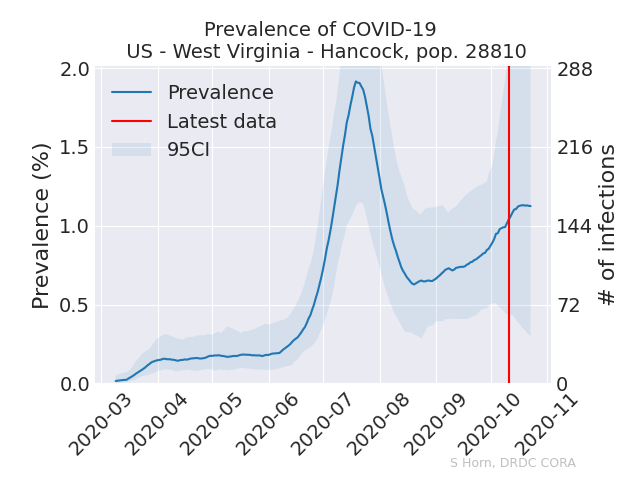 Prevalence of COVID-19
US - West Virginia - Hancock, pop. 28810
Prevalence
Latest data
95CI
Prevalence (%)
2.0
1.5
1.0
0.5
0.0
288
216
144
72
0
# of infections
2020-03
2020-04
2020-05
2020-06
2020-07
2020-08
2020-09
2020-10
2020-11
S Horn, DRDC CORA